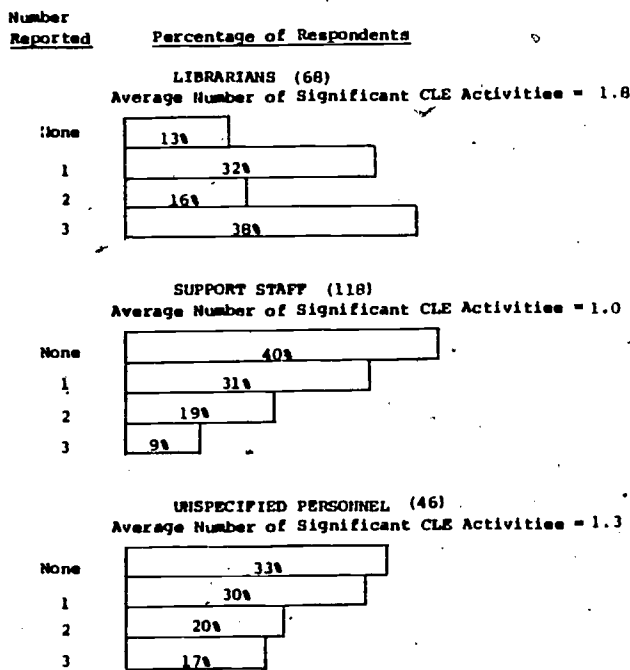 Number
Reported Percentage of Respondents
LIBRARIANS (68)
Average Number of Significant CLE Activities = 1.8
None 13%
1 32%
2 16%
3 38%
SUPPORT STAFF (118)
Average Number of Significant CLE Activities = 1.0
None 40%
1 31%
2 19%
3 9%
UNSPECIFIED PERSONNEL (46)
Average Number of Significant CLE Activities = 1.3
None 33%
1 30%
2 20%
3 17%